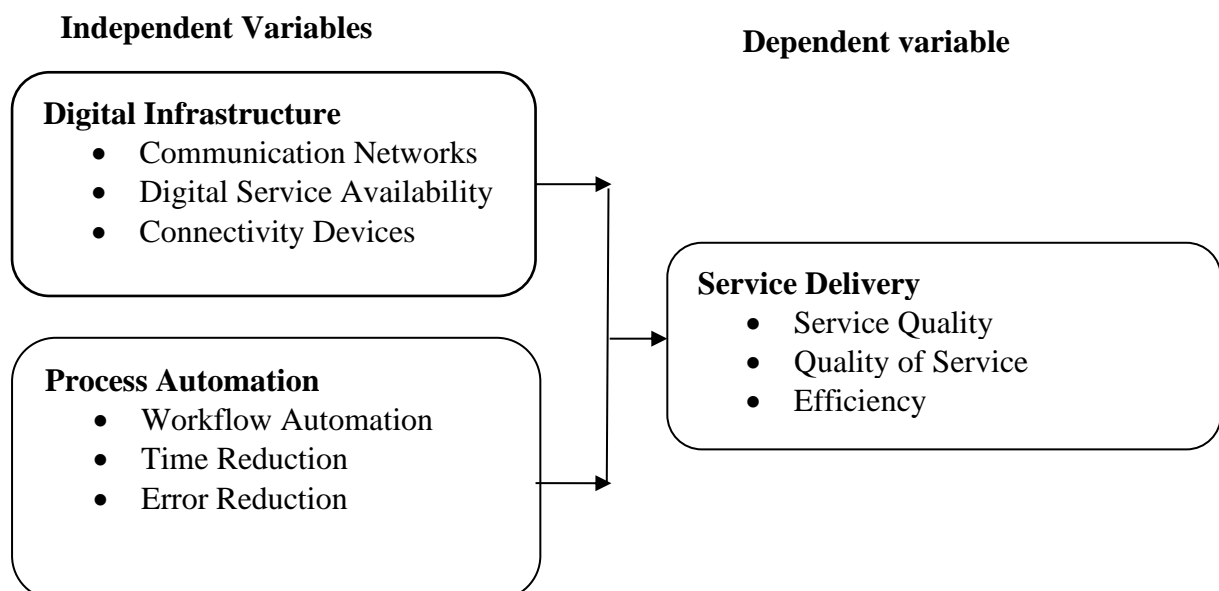 Independent Variables
Dependent variable
Digital Infrastructure
• Communication Networks
• Digital Service Availability
• Connectivity Devices
Process Automation
• Workflow Automation
• Time Reduction
• Error Reduction
Service Delivery
• Service Quality
• Quality of Service
• Efficiency